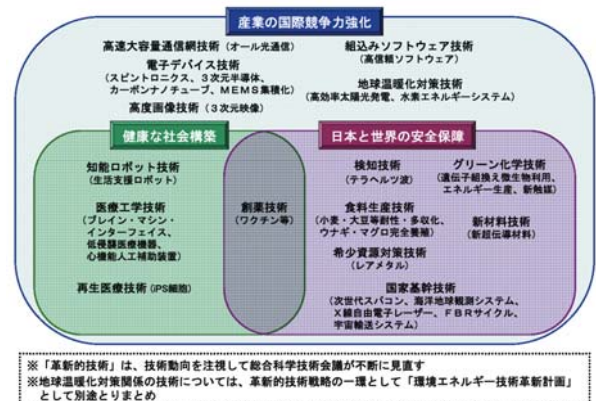 産業の国際競争力強化
高速大容量通信網技術（オール光通信）
電子デバイス技術
（スピントロニクス、３次元半導体、
カーボンナノチューブ、ＭＥＭＳ集積化）
高度画像技術（３次元映像）
組込みソフトウェア技術
（高信頼ソフトウェア）
地球温暖化対策技術
（高効率太陽光発電、水素エネルギーシステム）
健康な社会構築
知能ロボット技術
（生活支援ロボット）
医療工学技術
（ブレイン・マシン・
インターフェイス、
低侵襲医療機器、
心機能人工補助装置）
再生医療技術（iPS細胞）
創薬技術
（ワクチン等）
日本と世界の安全保障
検知技術
（テラヘルツ波）
グリーン化学技術
（遺伝子組換え微生物利用、
エネルギー生産、新触媒）
食料生産技術
（小麦・大豆等耐性・多収化、
ウナギ・マグロ完全養殖）
新材料技術
（新超伝導材料）
希少資源対策技術
（レアメタル）
国家基幹技術
（次世代スパコン、海洋地球観測システム、
Ｘ線自由電子レーザー、ＦＢＲサイクル、
宇宙輸送システム）
※「革新的技術」は、技術動向を注視して総合科学技術会議が不断に見直す
※地球温暖化対策関係の技術については、革新的技術戦略の一環として「環境エネルギー技術革新計画」
として別途とりまとめ